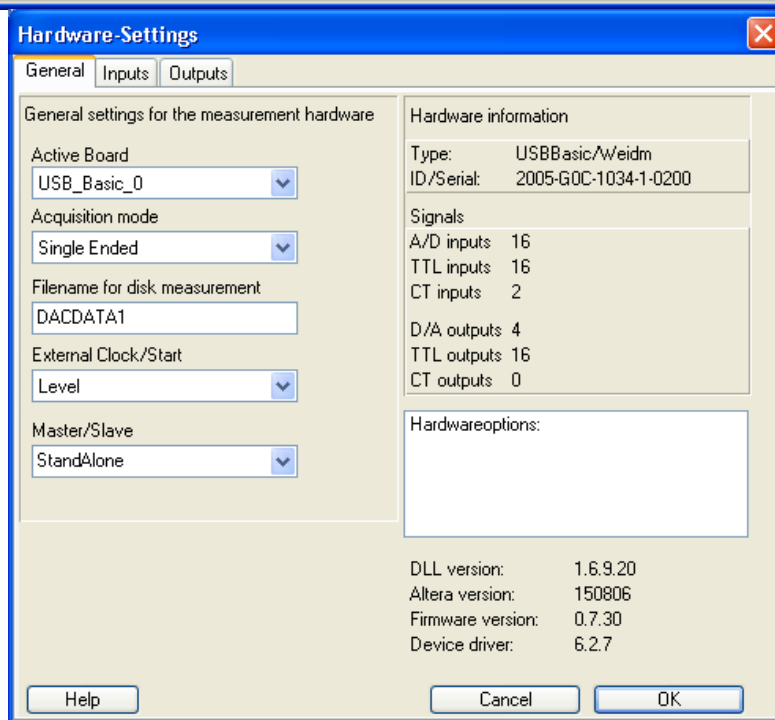 Hardware-Settings
General Inputs Outputs
General settings for the measurement hardware
Active Board
USB_Basic_0
Acquisition mode
Single Ended
Filename for disk measurement
DACDATA1
External Clock/Start
Level
Master/Slave
StandAlone
Hardware information
Type: USBBasic/Weidm
ID/Serial: 2005-G0C-1034-1-0200
Signals
A/D inputs 16
TTL inputs 16
CT inputs 2
D/A outputs 4
TTL outputs 16
CT outputs 0
Hardwareoptions:
DLL version: 1.6.9.20
Altera version: 150806
Firmware version: 0.7.30
Device driver: 6.2.7
Help Cancel OK